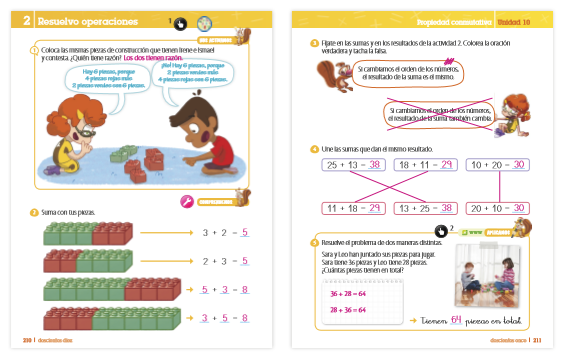 2 Resuelvo operaciones
1
1 Coloca las mismas piezas de construcción que tienen Irene e Ismael
y contesta. ¿Quién tiene razón? Los dos tienen razón.
Hay 6 piezas, porque
4 piezas rojas más
2 piezas verdes son 6 piezas.
¡No! Hay 6 piezas, porque
2 piezas verdes más
4 piezas rojas son 6 piezas.
2 Suma con tus piezas.
3 + 2 = 5
2 + 3 = 5
5 + 3 = 8
3 + 5 = 8
210 | doscientos diez
Propiedad conmutativa Unidad 10
3 Fíjate en las sumas y en los resultados de la actividad 2. Colorea la oración
verdadera y tacha la falsa.
Si cambiamos el orden de los números,
el resultado de la suma es el mismo.
Si cambiamos el orden de los números,
el resultado de la suma también cambia.
4 Une las sumas que dan el mismo resultado.
25 + 13 = 38
18 + 11 = 29
10 + 20 = 30
11 + 18 = 29
13 + 25 = 38
20 + 10 = 30
2
www
5 Resuelve el problema de dos maneras distintas.
Sara y Leo han juntado sus piezas para jugar.
Sara tiene 36 piezas y Leo tiene 28 piezas.
¿Cuántas piezas tienen en total?
36 + 28 = 64
28 + 36 = 64
Tienen 64 piezas en total.
doscientos once | 211